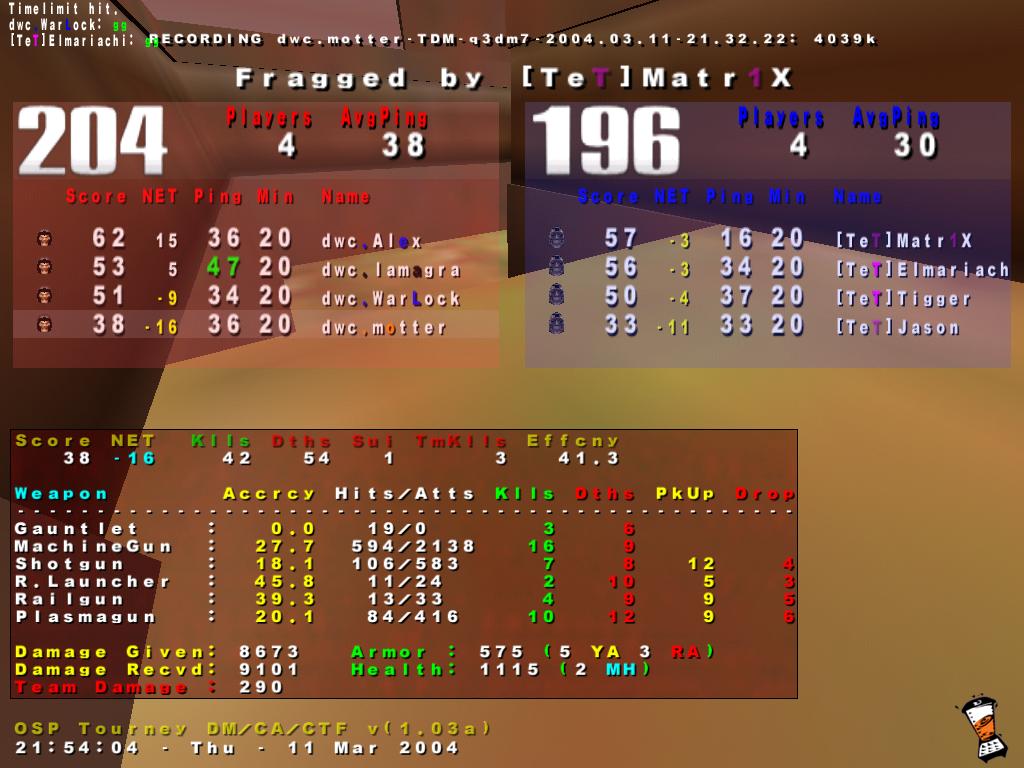 Timelimit hit.
dwc.WarLock: gg
[TeT]Elmariachi: gg
RECORDING dwc.motter-TDM-q3dm7-2004.03.11-21.32.22: 4039k
Fragged by [TeT]Matr1X
204 Players AvgPing
4 38
Score NET Ping Min Name
62 15 36 20 dwc.Alex
53 5 47 20 dwc.lamagra
51 -9 34 20 dwc.WarLock
38 -16 36 20 dwc.motter
196 Players AvgPing
4 30
Score NET Ping Min Name
57 -3 16 20 [TeT]Matr1X
56 -3 34 20 [TeT]Elmariach
50 -4 37 20 [TeT]Tigger
33 -11 33 20 [TeT]Jason
Score NET Klls Dths Sui TmKlls Effcny
38 -16 42 54 1 3 41.3
Weapon Accrcy Hits/Atts Klls Dths PkUp Drop
Gauntlet : 0.0 19/0 3 6
MachineGun : 27.7 594/2138 16 9
Shotgun : 18.1 106/583 7 8 12 4
R.Launcher : 45.8 11/24 2 10 5 3
Railgun : 39.3 13/33 4 9 9 5
Plasmagun : 20.1 84/416 10 12 9 6
Damage Given: 8673 Armor : 575 (5 YA 3 RA)
Damage Recvd: 9101 Health: 1115 (2 MH)
Team Damage : 290
OSP Tourney DM/CA/CTF v(1.03a)
21:54:04 - Thu - 11 Mar 2004